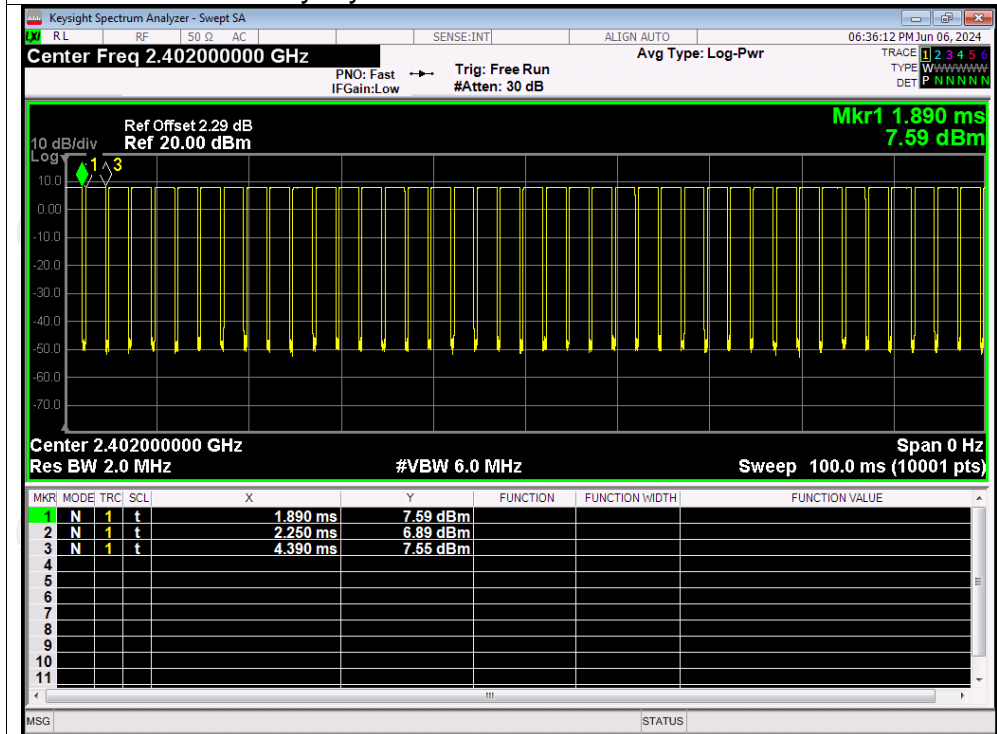 Keysight Spectrum Analyzer - Swept SA
LXI RL RF 50 Ω AC SENSE:INT ALIGN AUTO 06:36:12 PM Jun 06, 2024
Center Freq 2.402000000 GHz Avg Type: Log-Pwr TRACE 1 2 3 4 5 6
PNO: Fast Trig: Free Run TYPE WWWWWW
IFGain:Low #Atten: 30 dB DET P N N N N N
Mkr1 1.890 ms
Ref Offset 2.29 dB
10 dB/div Ref 20.00 dBm 7.59 dBm
Log
1 3
10.0
0.00
-10.0
-20.0
-30.0
-40.0
-50.0
-60.0
-70.0
Center 2.402000000 GHz Span 0 Hz
Res BW 2.0 MHz #VBW 6.0 MHz Sweep 100.0 ms (10001 pts)
MKR MODE TRC SCL X Y FUNCTION FUNCTION WIDTH FUNCTION VALUE
1 N 1 t 1.890 ms 7.59 dBm
2 N 1 t 2.250 ms 6.89 dBm
3 N 1 t 4.390 ms 7.55 dBm
4
5
6
7
8
9
10
11
MSG STATUS